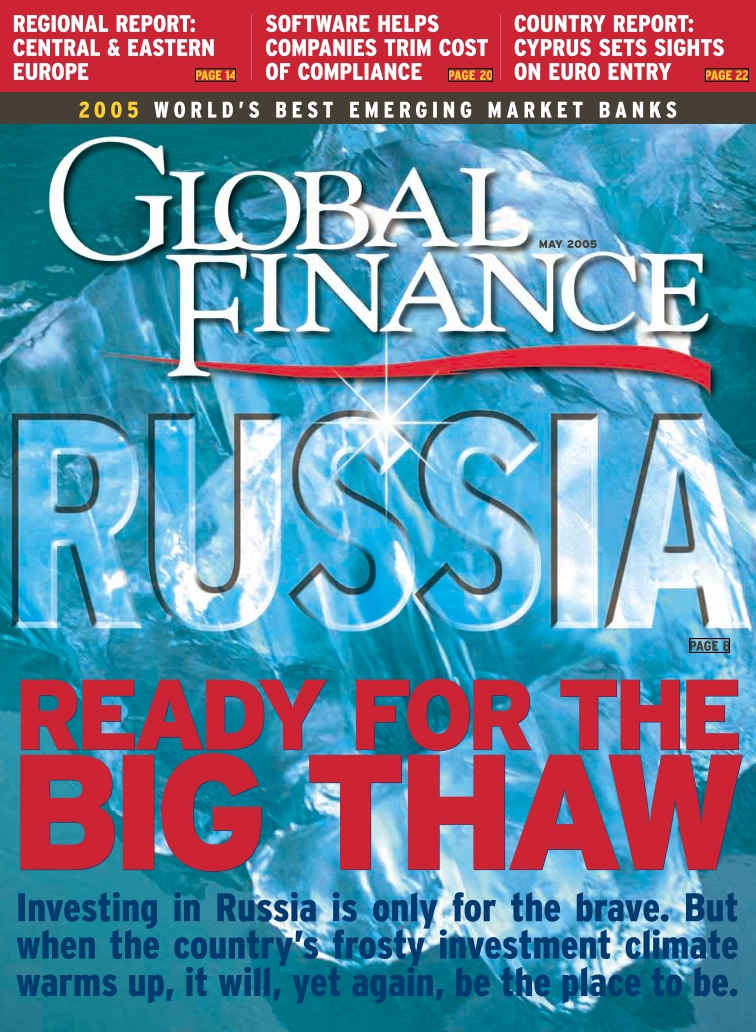 REGIONAL REPORT:
CENTRAL & EASTERN
EUROPE
PAGE 14
SOFTWARE HELPS
COMPANIES TRIM COST
OF COMPLIANCE
PAGE 20
COUNTRY REPORT:
CYPRUS SETS SIGHTS
ON EURO ENTRY
PAGE 22
2005 WORLD'S BEST EMERGING MARKET BANKS
GLOBAL
MAY 2005
FINANCE
RUSSIA
PAGE 8
READY FOR THE
BIG THAW
Investing in Russia is only for the brave. But
when the country's frosty investment climate
warms up, it will, yet again, be the place to be.